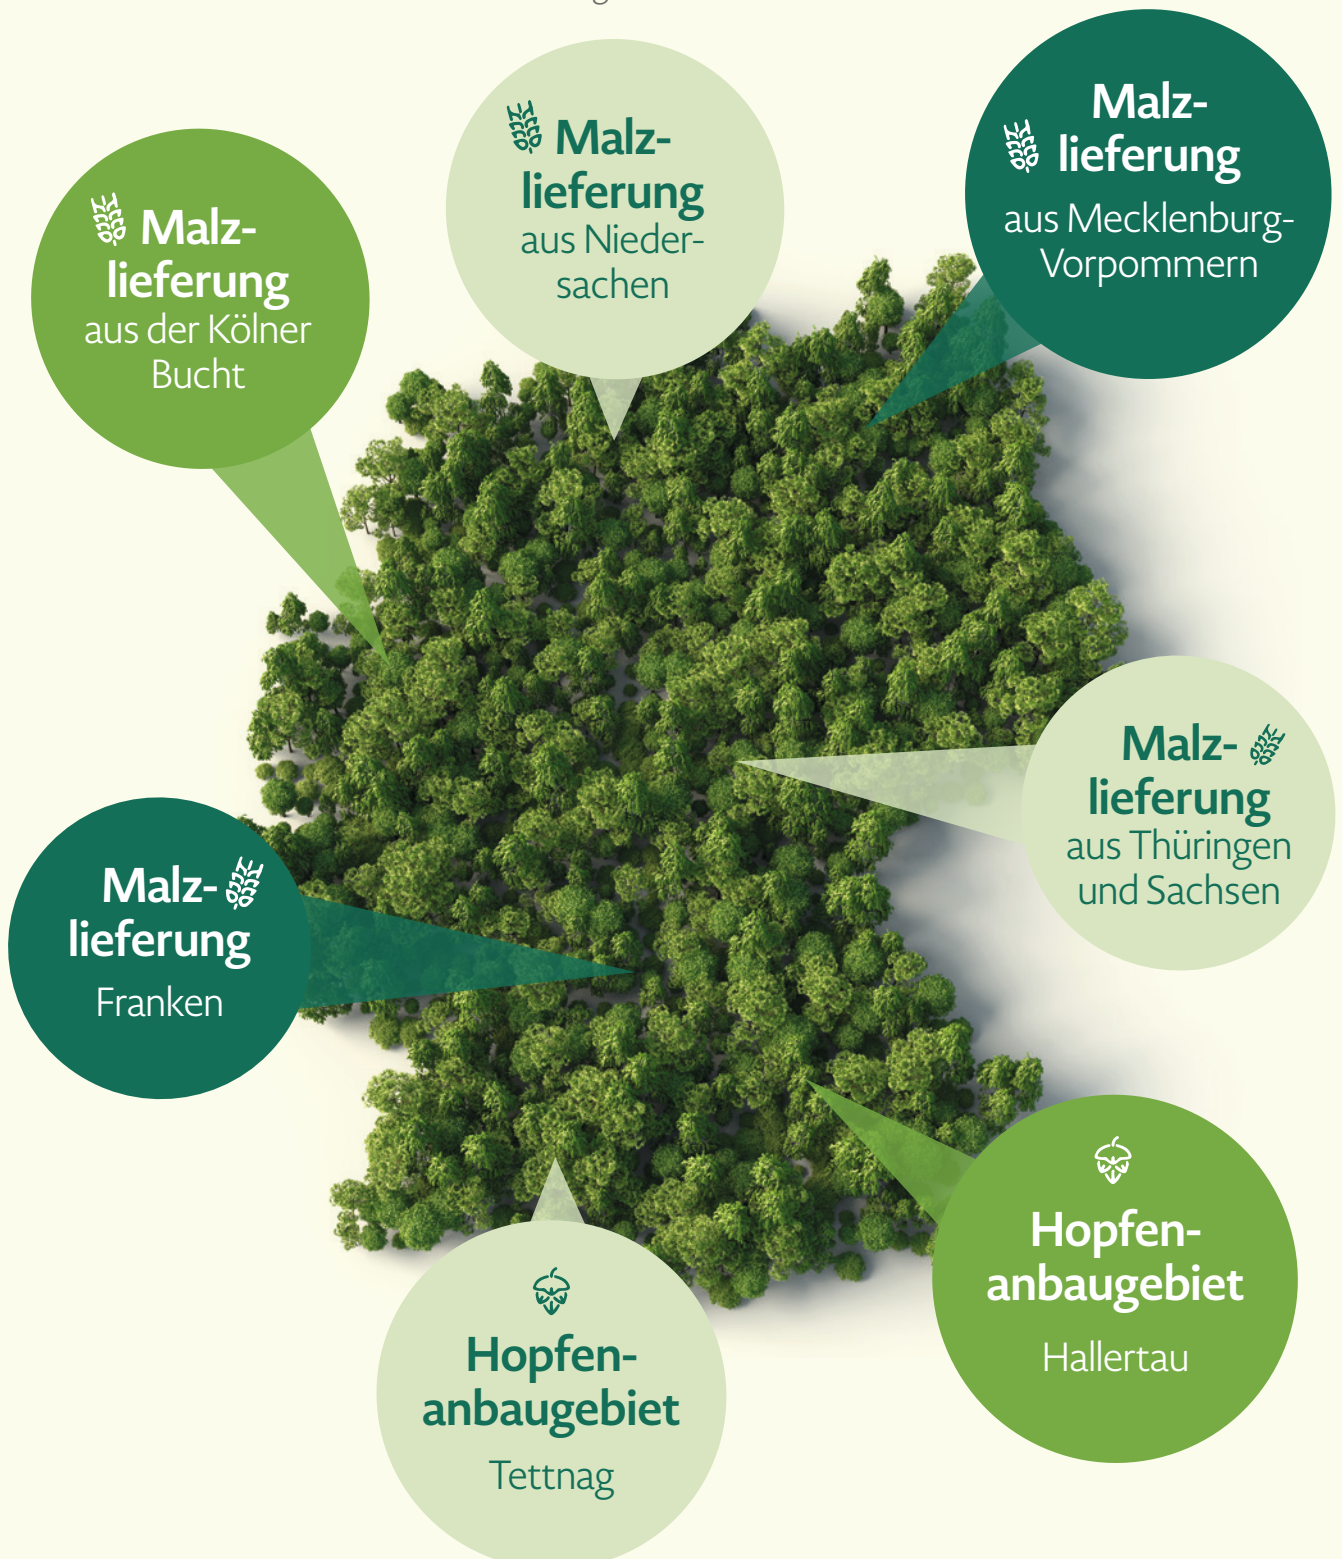 Malz-
lieferung
aus Nieder-
sachen
Malz-
lieferung
aus Mecklenburg-
Vorpommern
Malz-
lieferung
aus der Kölner
Bucht
Malz-
lieferung
aus Thüringen
und Sachsen
Malz-
lieferung
Franken
Hopfen-
anbaugebiet
Hallertau
Hopfen-
anbaugebiet
Tettnag